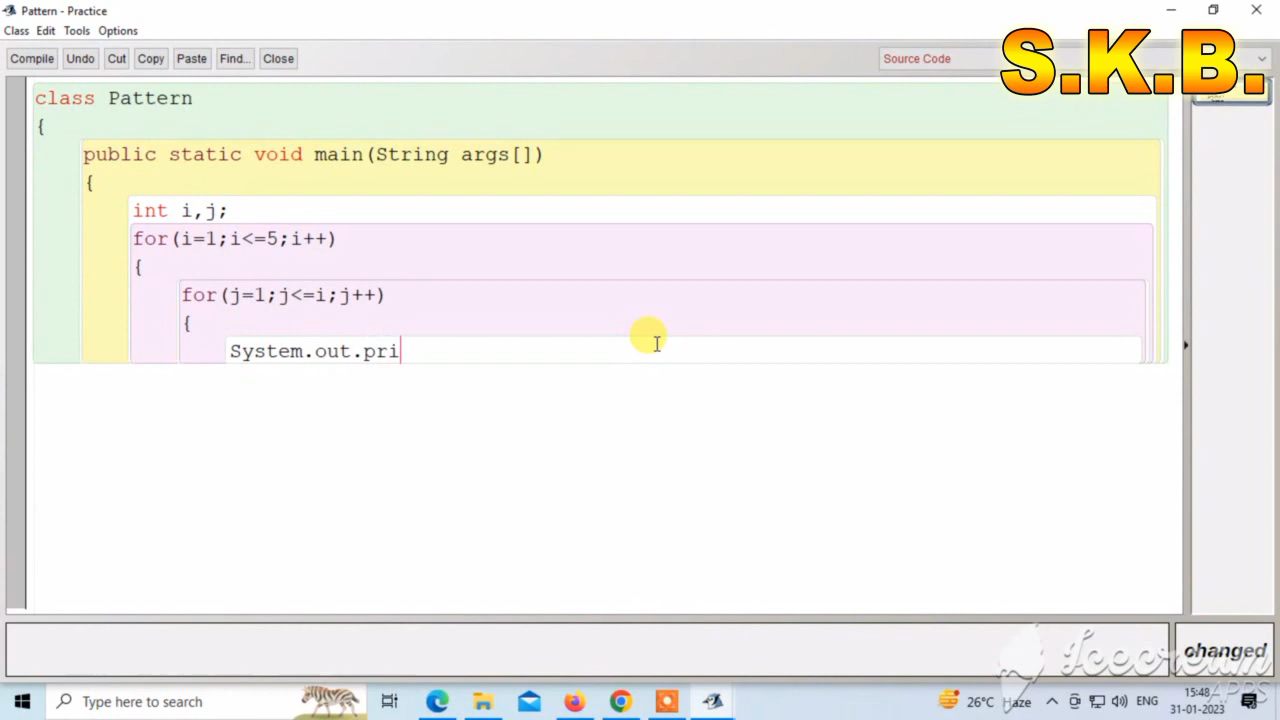 Pattern - Practice
Class Edit Tools Options
Compile Undo Cut Copy Paste Find... Close Source Code
S.K.B.
class Pattern
{
public static void main(String args[])
{
int i,j;
for(i=1;i<=5;i++)
{
for(j=1;j<=i;j++)
{
System.out.pri
changed
Icecream
APPS
Type here to search
26°C Haze ENG 15:48
31-01-2023